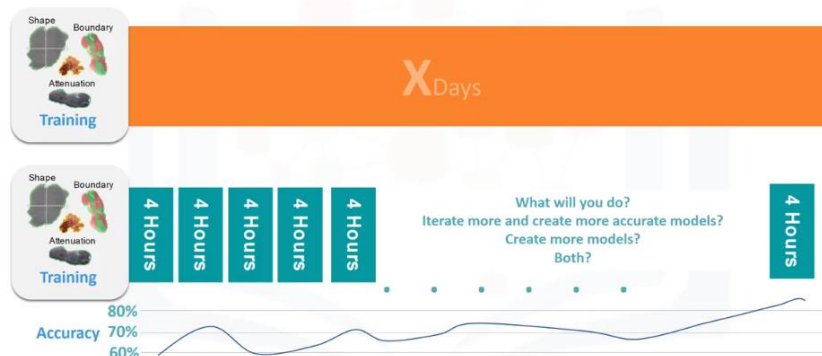 Shape
Boundary
Attenuation
Training
X Days
Shape
Boundary
Attenuation
Training
4 Hours
4 Hours
4 Hours
4 Hours
4 Hours
What will you do?
Iterate more and create more accurate models?
Create more models?
Both?
4 Hours
Accuracy
80%
70%
60%